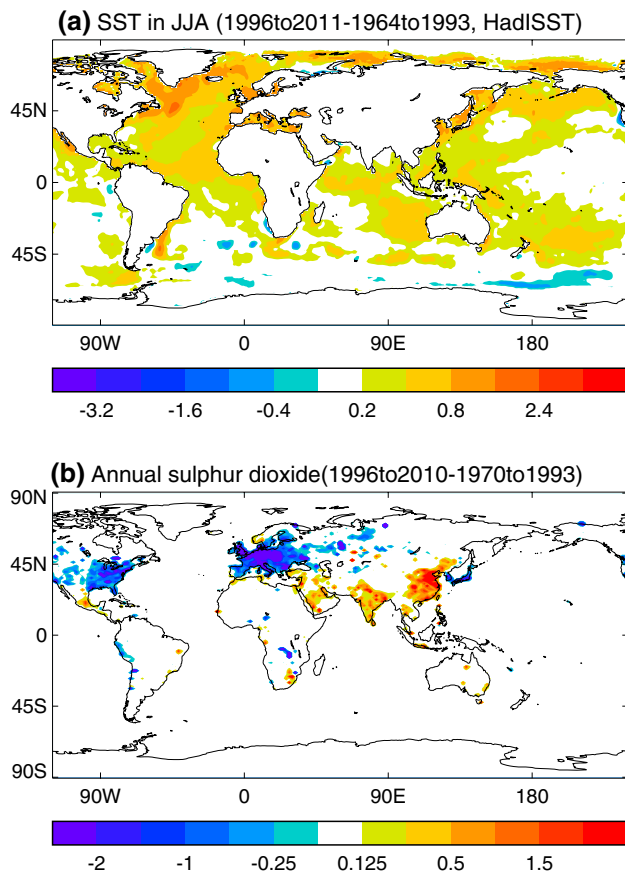 (a) SST in JJA (1996to2011-1964to1993, HadISST)
45N
0
45S
90W 0 90E 180
-3.2 -1.6 -0.4 0.2 0.8 2.4
(b) Annual sulphur dioxide(1996to2010-1970to1993)
90N
45N
0
45S
90S
90W 0 90E 180
-2 -1 -0.25 0.125 0.5 1.5